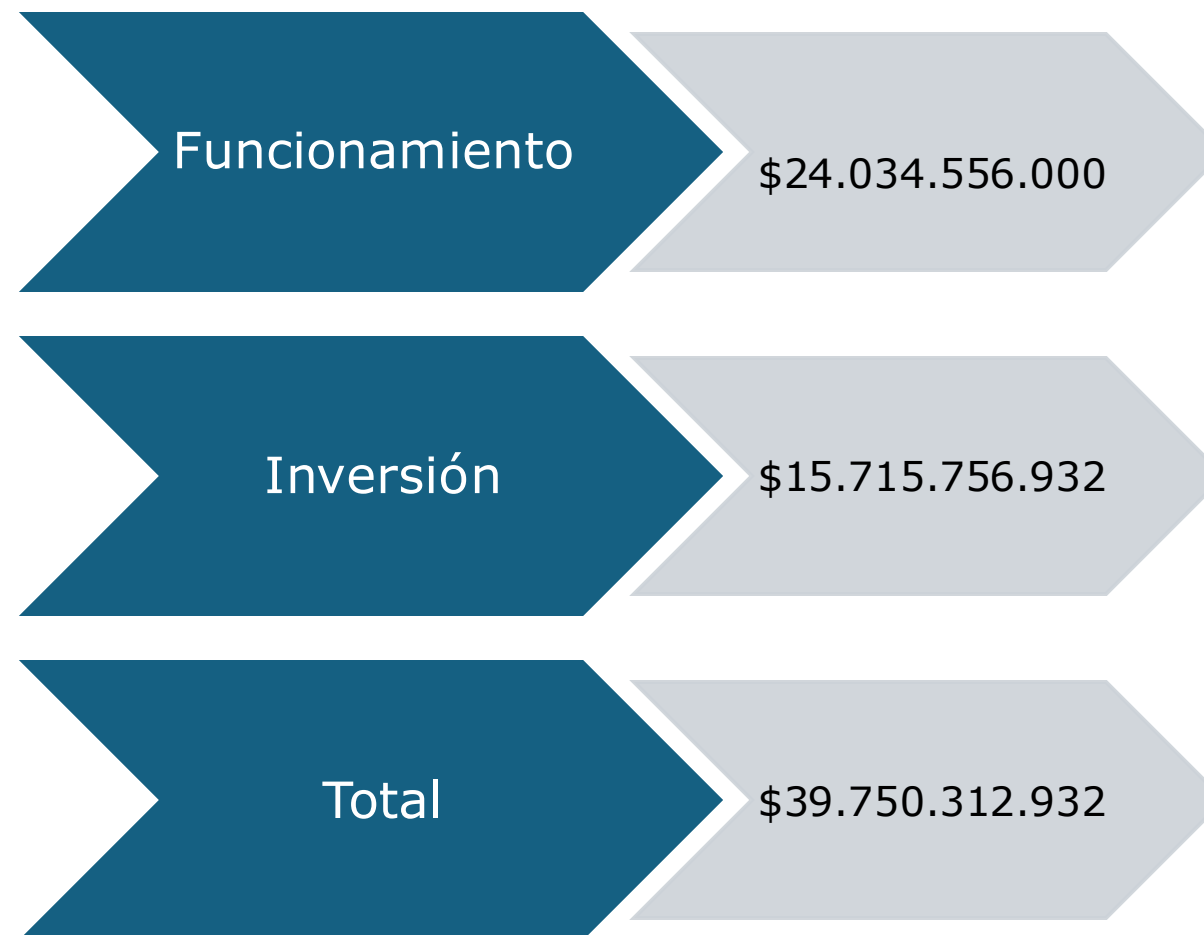 Funcionamiento
$24.034.556.000
Inversión
$15.715.756.932
Total
$39.750.312.932